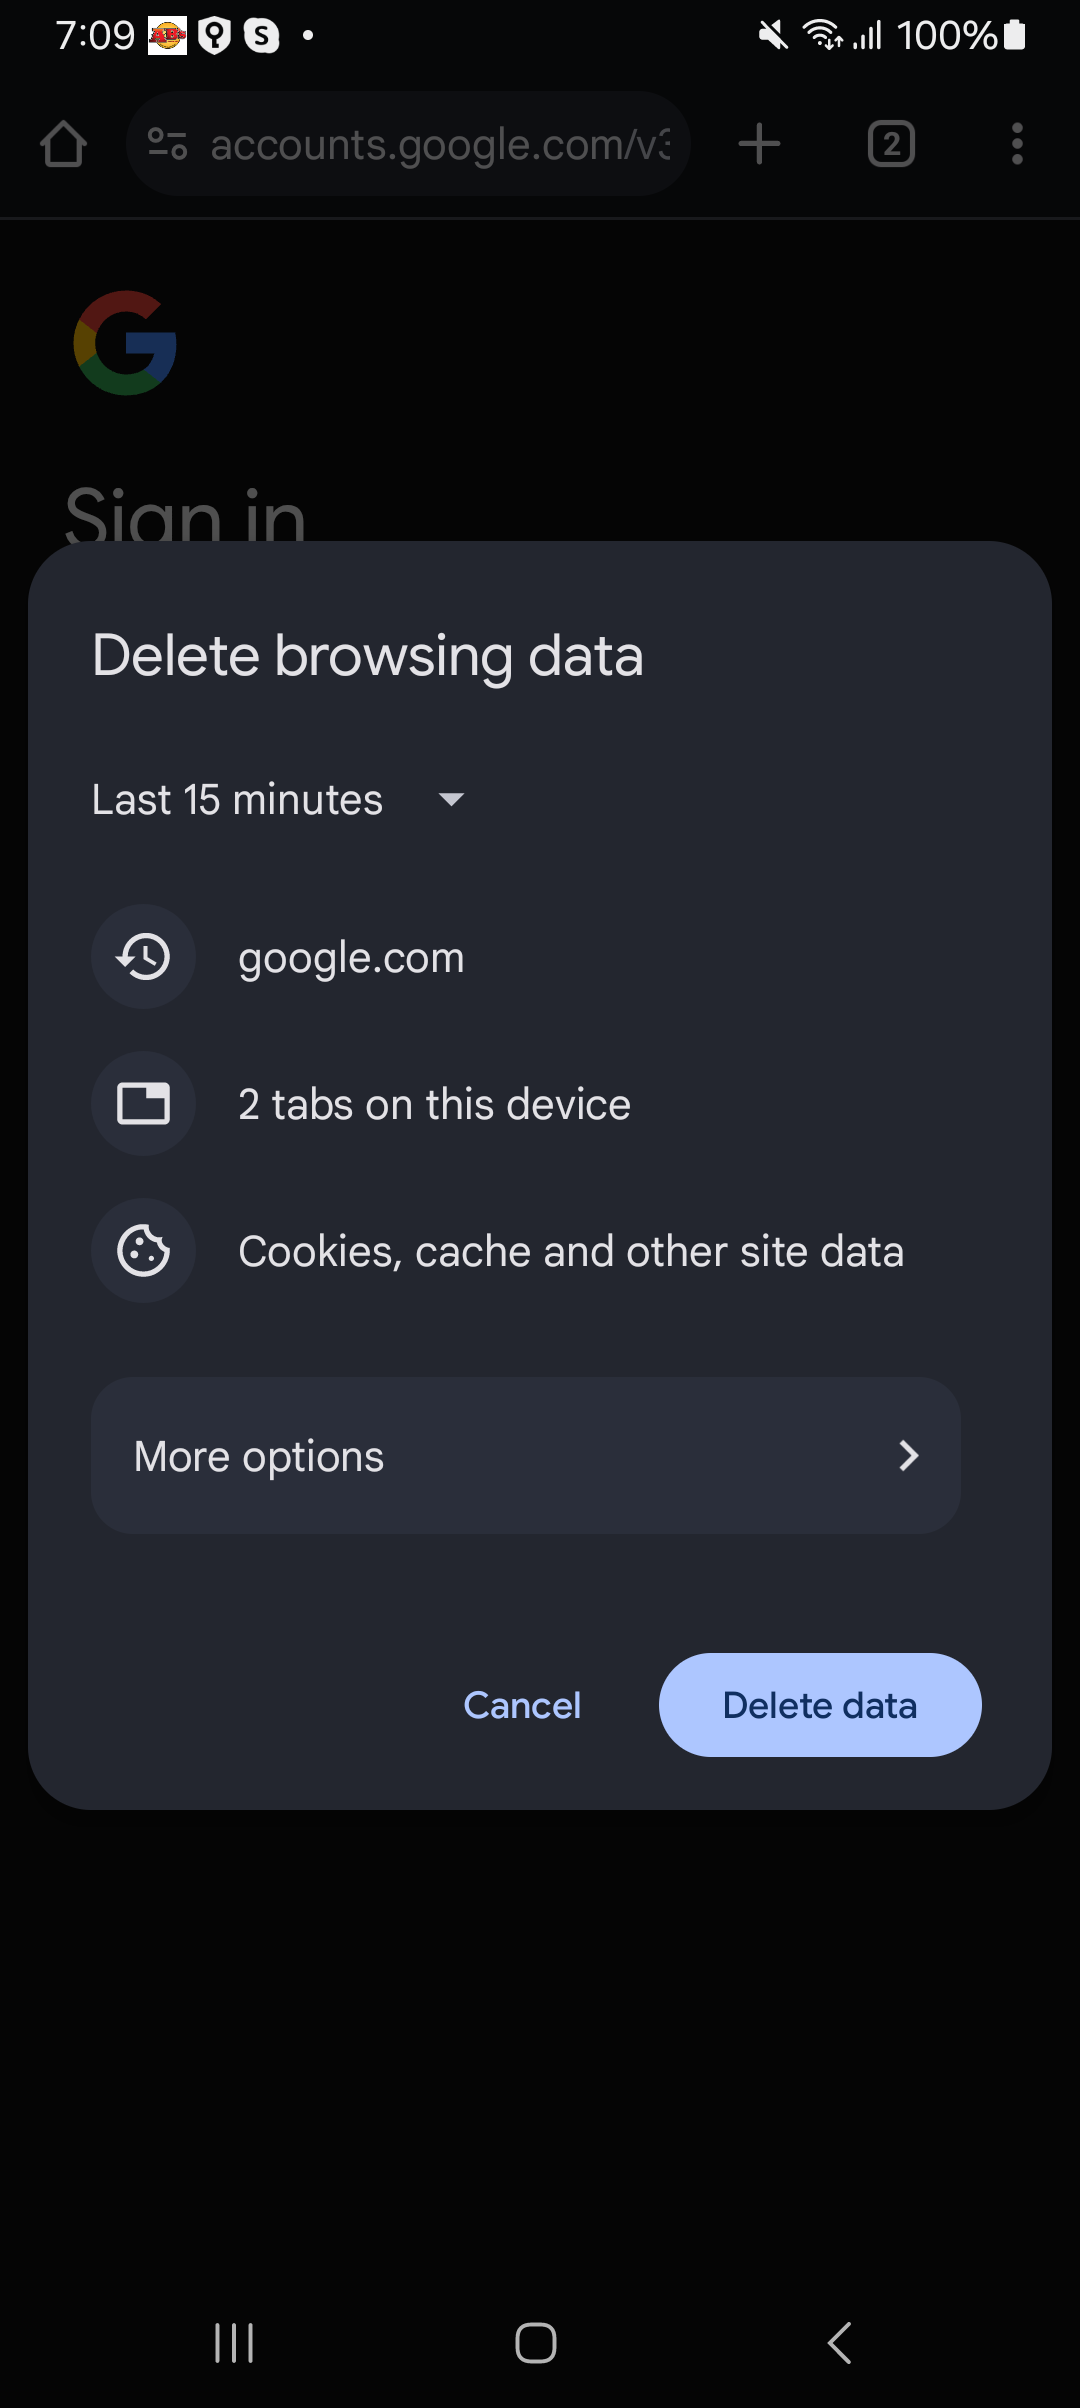 7:09 100%
accounts.google.com/v3
2
Sign in
Delete browsing data
Last 15 minutes
google.com
2 tabs on this device
Cookies, cache and other site data
More options
Cancel Delete data